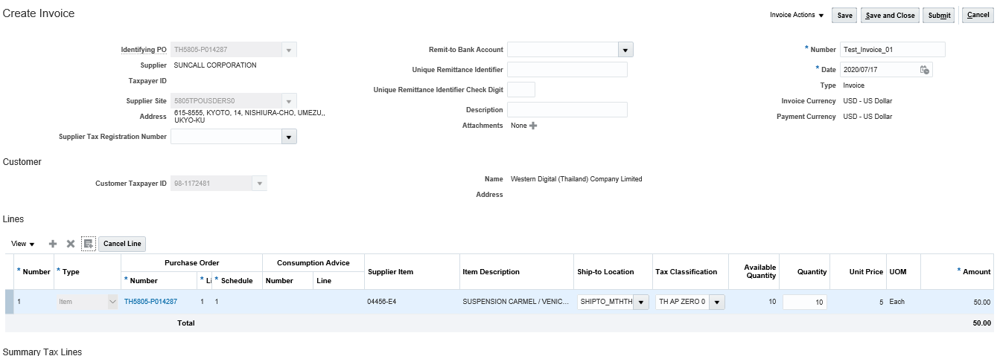 Create Invoice
Invoice Actions Save Save and Close Submit Cancel
Identifying PO TH5805-P014287
Supplier SUNCALL CORPORATION
Taxpayer ID
Supplier Site 5805TPOUSDERS0
Address 615-8555, KYOTO, 14, NISHIURA-CHO, UMEZU,,
UKYO-KU
Supplier Tax Registration Number
Remit-to Bank Account
Unique Remittance Identifier
Unique Remittance Identifier Check Digit
Description
Attachments None
* Number Test_Invoice_01
* Date 2020/07/17
Type Invoice
Invoice Currency USD - US Dollar
Payment Currency USD - US Dollar
Customer
Customer Taxpayer ID 98-1172481
Name Western Digital (Thailand) Company Limited
Address
Lines
View Cancel Line
Purchase Order Consumption Advice
* Number * Type * Number * Li * Schedule Number Line Supplier Item Item Description Ship-to Location Tax Classification Available Quantity Quantity Unit Price UOM * Amount
1 Item TH5805-P014287 1 1 04456-E4 SUSPENSION CARMEL / VENIC... SHIPTO_MTHTH TH AP ZERO 0 10 10 5 Each 50.00
Total 50.00
Summary Tax Lines